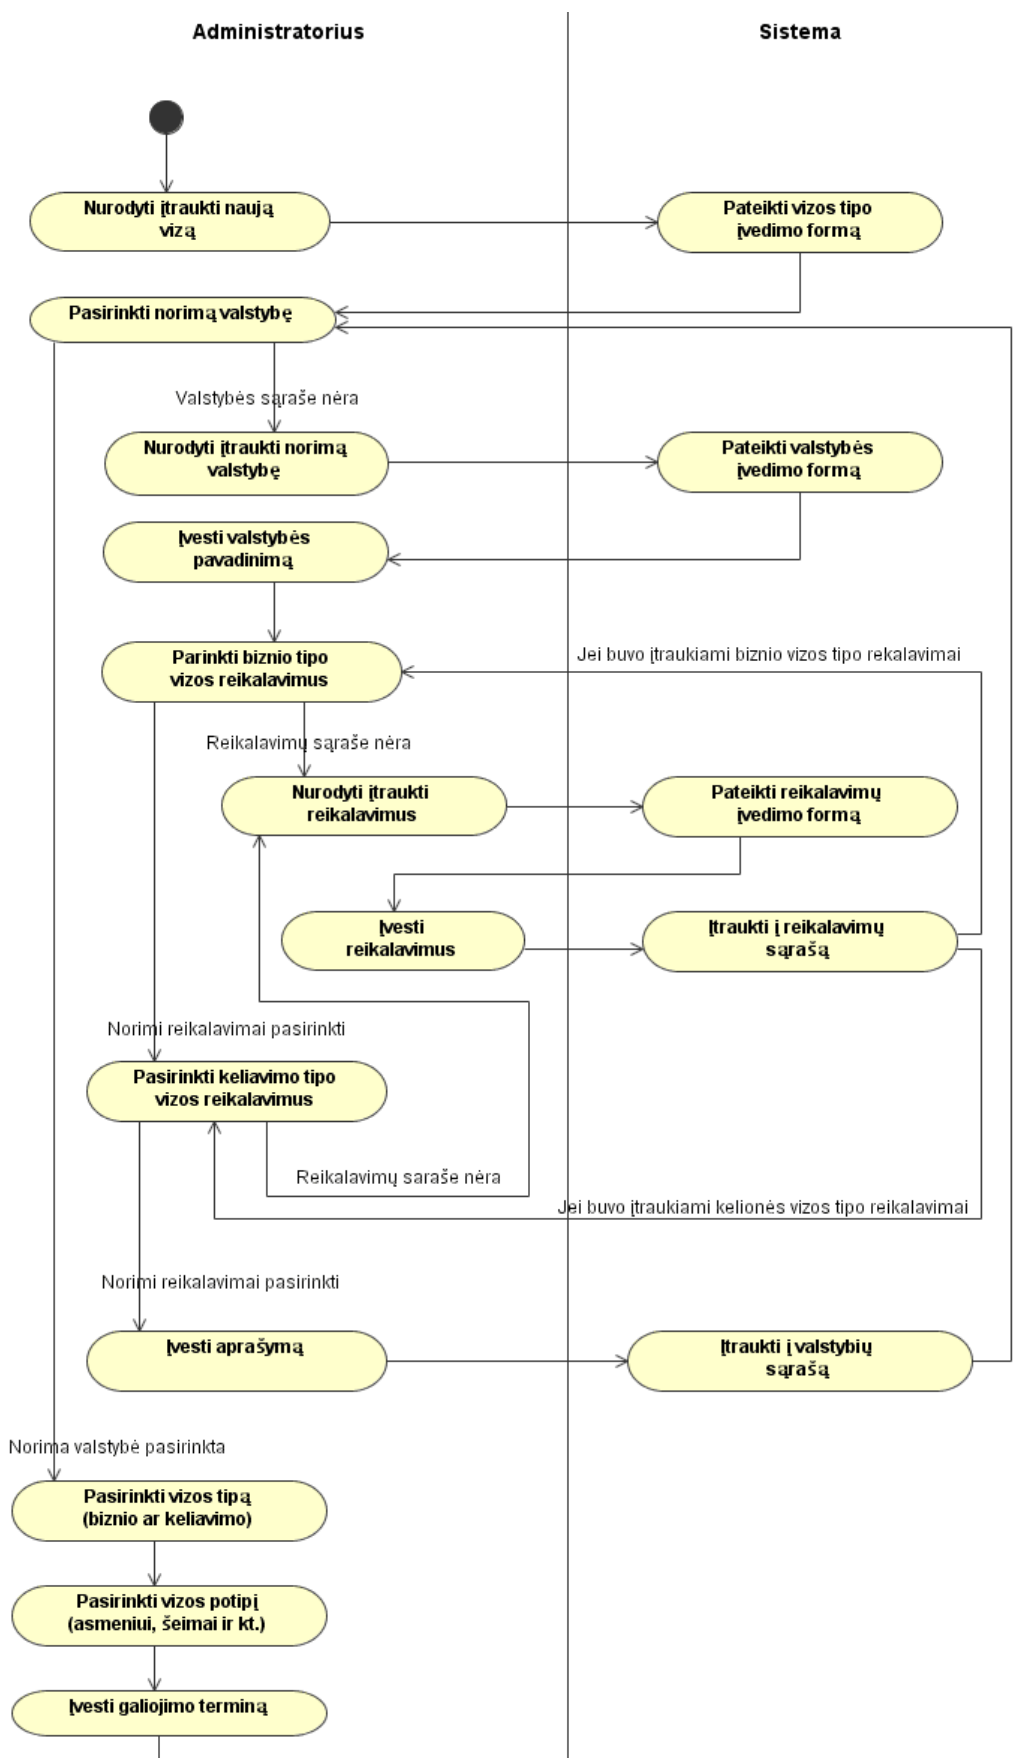 Administratorius
Sistema
Nurodyti įtraukti naują
vizą
Pateikti vizos tipo
įvedimo formą
Pasirinkti norimą valstybę
Valstybės sąraše nėra
Nurodyti įtraukti norimą
valstybę
Pateikti valstybės
įvedimo formą
Įvesti valstybės
pavadinimą
Parinkti biznio tipo
vizos reikalavimus
Jei buvo įtraukiami biznio vizos tipo rekalavimai
Reikalavimų sąraše nėra
Nurodyti įtraukti
reikalavimus
Pateikti reikalavimų
įvedimo formą
Įvesti
reikalavimus
Įtraukti į reikalavimų
sąrašą
Norimi reikalavimai pasirinkti
Pasirinkti keliavimo tipo
vizos reikalavimus
Reikalavimų saraše nėra
Jei buvo įtraukiami kelionės vizos tipo reikalavimai
Norimi reikalavimai pasirinkti
Įvesti aprašymą
Įtraukti į valstybių
sąrašą
Norima valstybė pasirinkta
Pasirinkti vizos tipą
(biznio ar keliavimo)
Pasirinkti vizos potipį
(asmeniui, šeimai ir kt.)
Įvesti galiojimo terminą